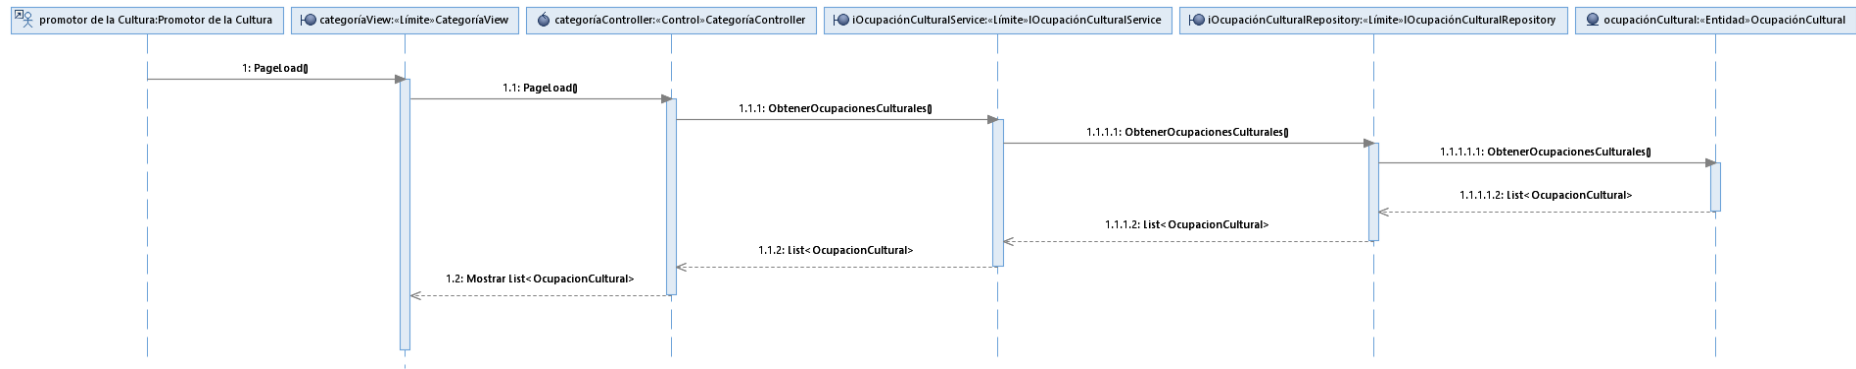 promotor de la Cultura:Promotor de la Cultura
categoríaView:«Límite»CategoríaView
categoríaController:«Control»CategoríaController
iOcupaciónCulturalService:«Límite»IOcupaciónCulturalService
iOcupaciónCulturalRepository:«Límite»IOcupaciónCulturalRepository
ocupaciónCultural:«Entidad»OcupaciónCultural
1: PageLoad()
1.1: PageLoad()
1.1.1: ObtenerOcupacionesCulturales()
1.1.1.1: ObtenerOcupacionesCulturales()
1.1.1.1.1: ObtenerOcupacionesCulturales()
1.1.1.1.2: List< OcupacionCultural>
1.1.1.2: List< OcupacionCultural>
1.1.2: List< OcupacionCultural>
1.2: Mostrar List< OcupacionCultural>